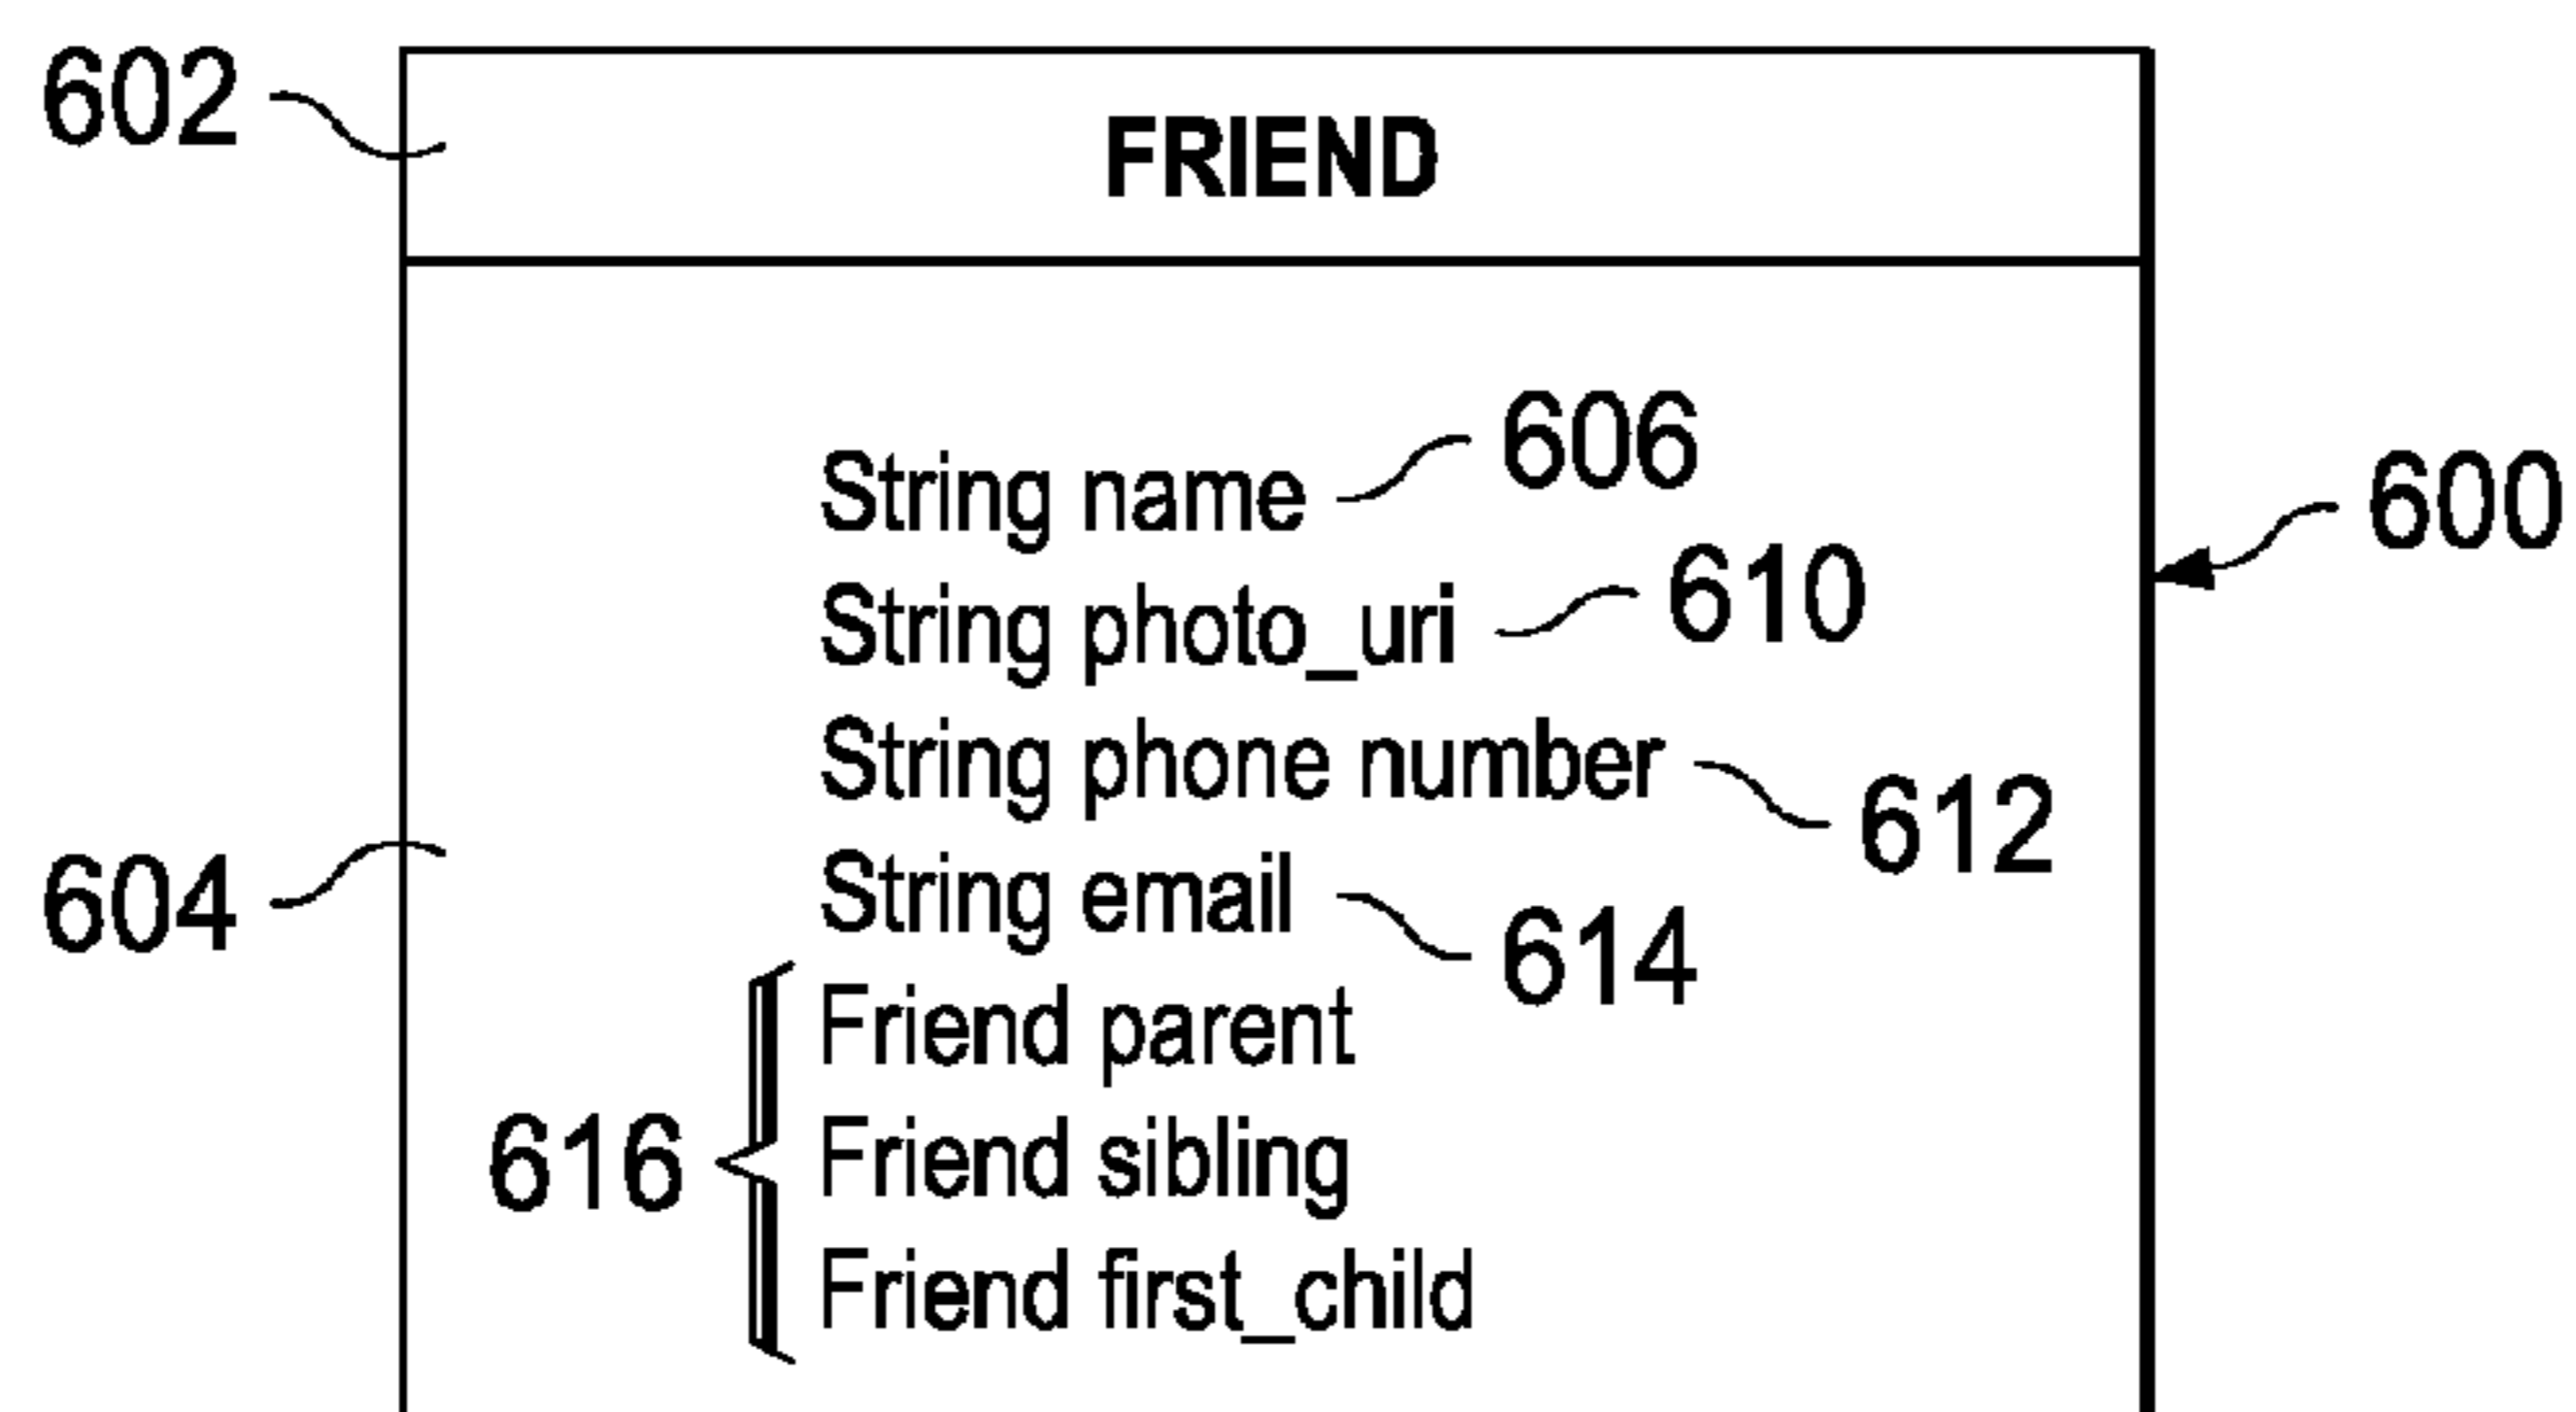 602
FRIEND
String name 606
600
String photo_uri 610
String phone number 612
604
String email 614
Friend parent
616 Friend sibling
Friend first_child